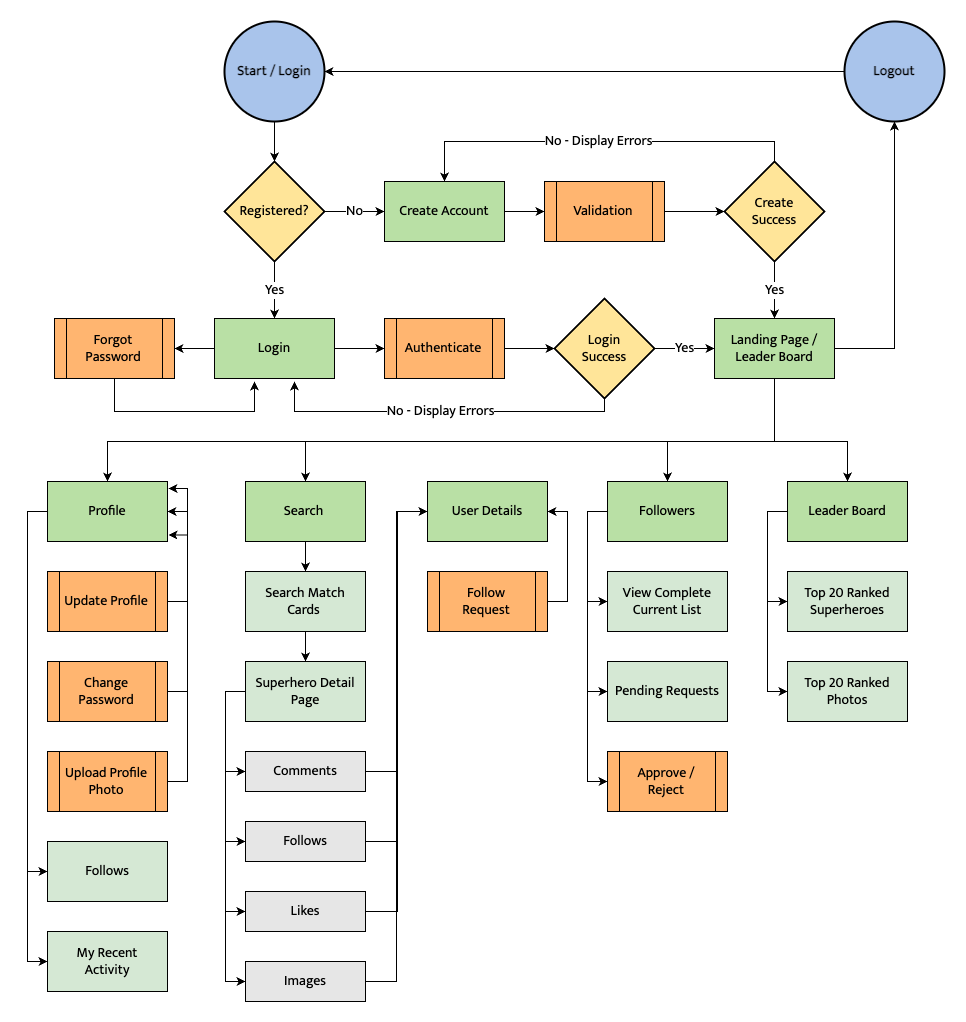 Start / Login
Logout
No - Display Errors
Registered?
No
Create Account
Validation
Create
Success
Yes
Yes
Forgot
Password
Login
Authenticate
Login
Success
Yes
Landing Page /
Leader Board
No - Display Errors
Profile
Search
User Details
Followers
Leader Board
Update Profile
Search Match
Cards
Follow
Request
View Complete
Current List
Top 20 Ranked
Superheroes
Change
Password
Superhero Detail
Page
Pending Requests
Top 20 Ranked
Photos
Upload Profile
Photo
Comments
Approve /
Reject
Follows
Follows
Likes
My Recent
Activity
Images